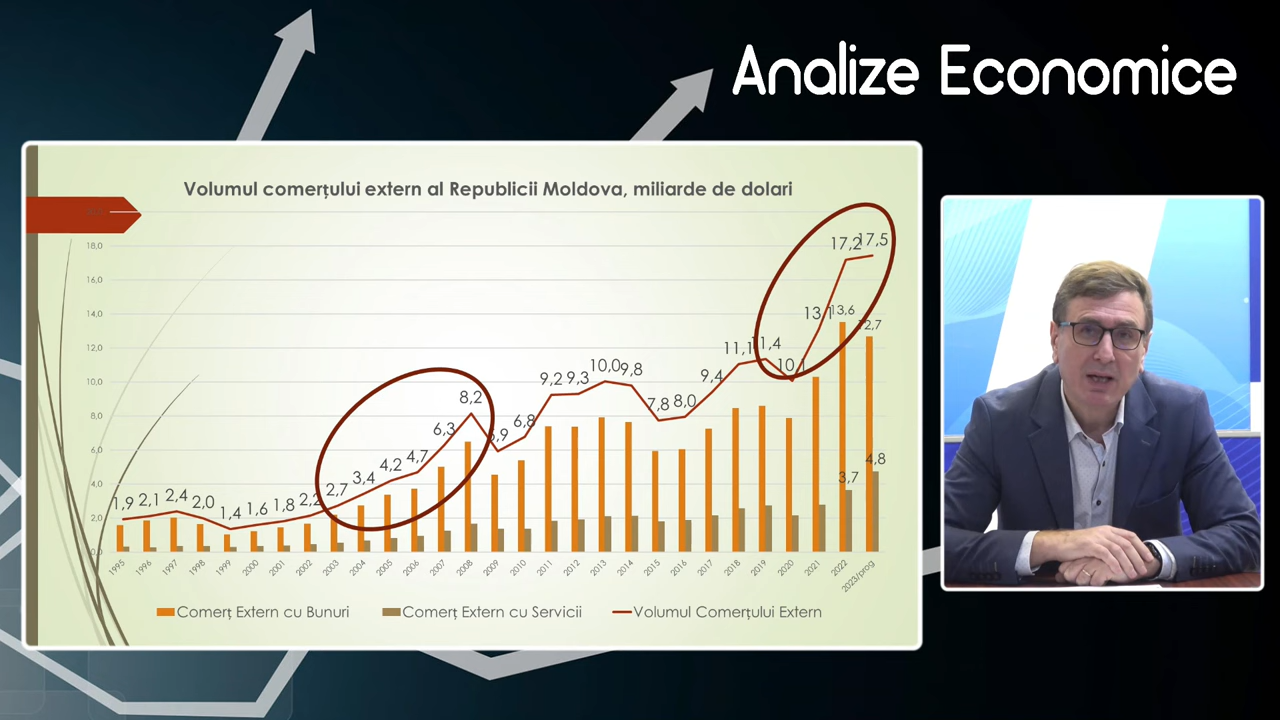 Analize Economice
Volumul comerțului extern al Republicii Moldova, miliarde de dolari
18,0
16,0
14,0
12,0
10,0
8,0
6,0
4,0
2,0
1,9 2,1 2,4 2,0 1,4 1,6 1,8 2,2 2,7 3,4 4,2 4,7 6,3 8,2 5,9 6,8 9,2 9,3 10,0 9,8 7,8 8,0 9,4 11,1 11,4 10,1 13,1 17,2 17,5
13,6 12,7
3,7 4,8
1995 1996 1997 1998 1999 2000 2001 2002 2003 2004 2005 2006 2007 2008 2009 2010 2011 2012 2013 2014 2015 2016 2017 2018 2019 2020 2021 2022 2023/prog
Comerț Extern cu Bunuri Comerț Extern cu Servicii Volumul Comerțului Extern